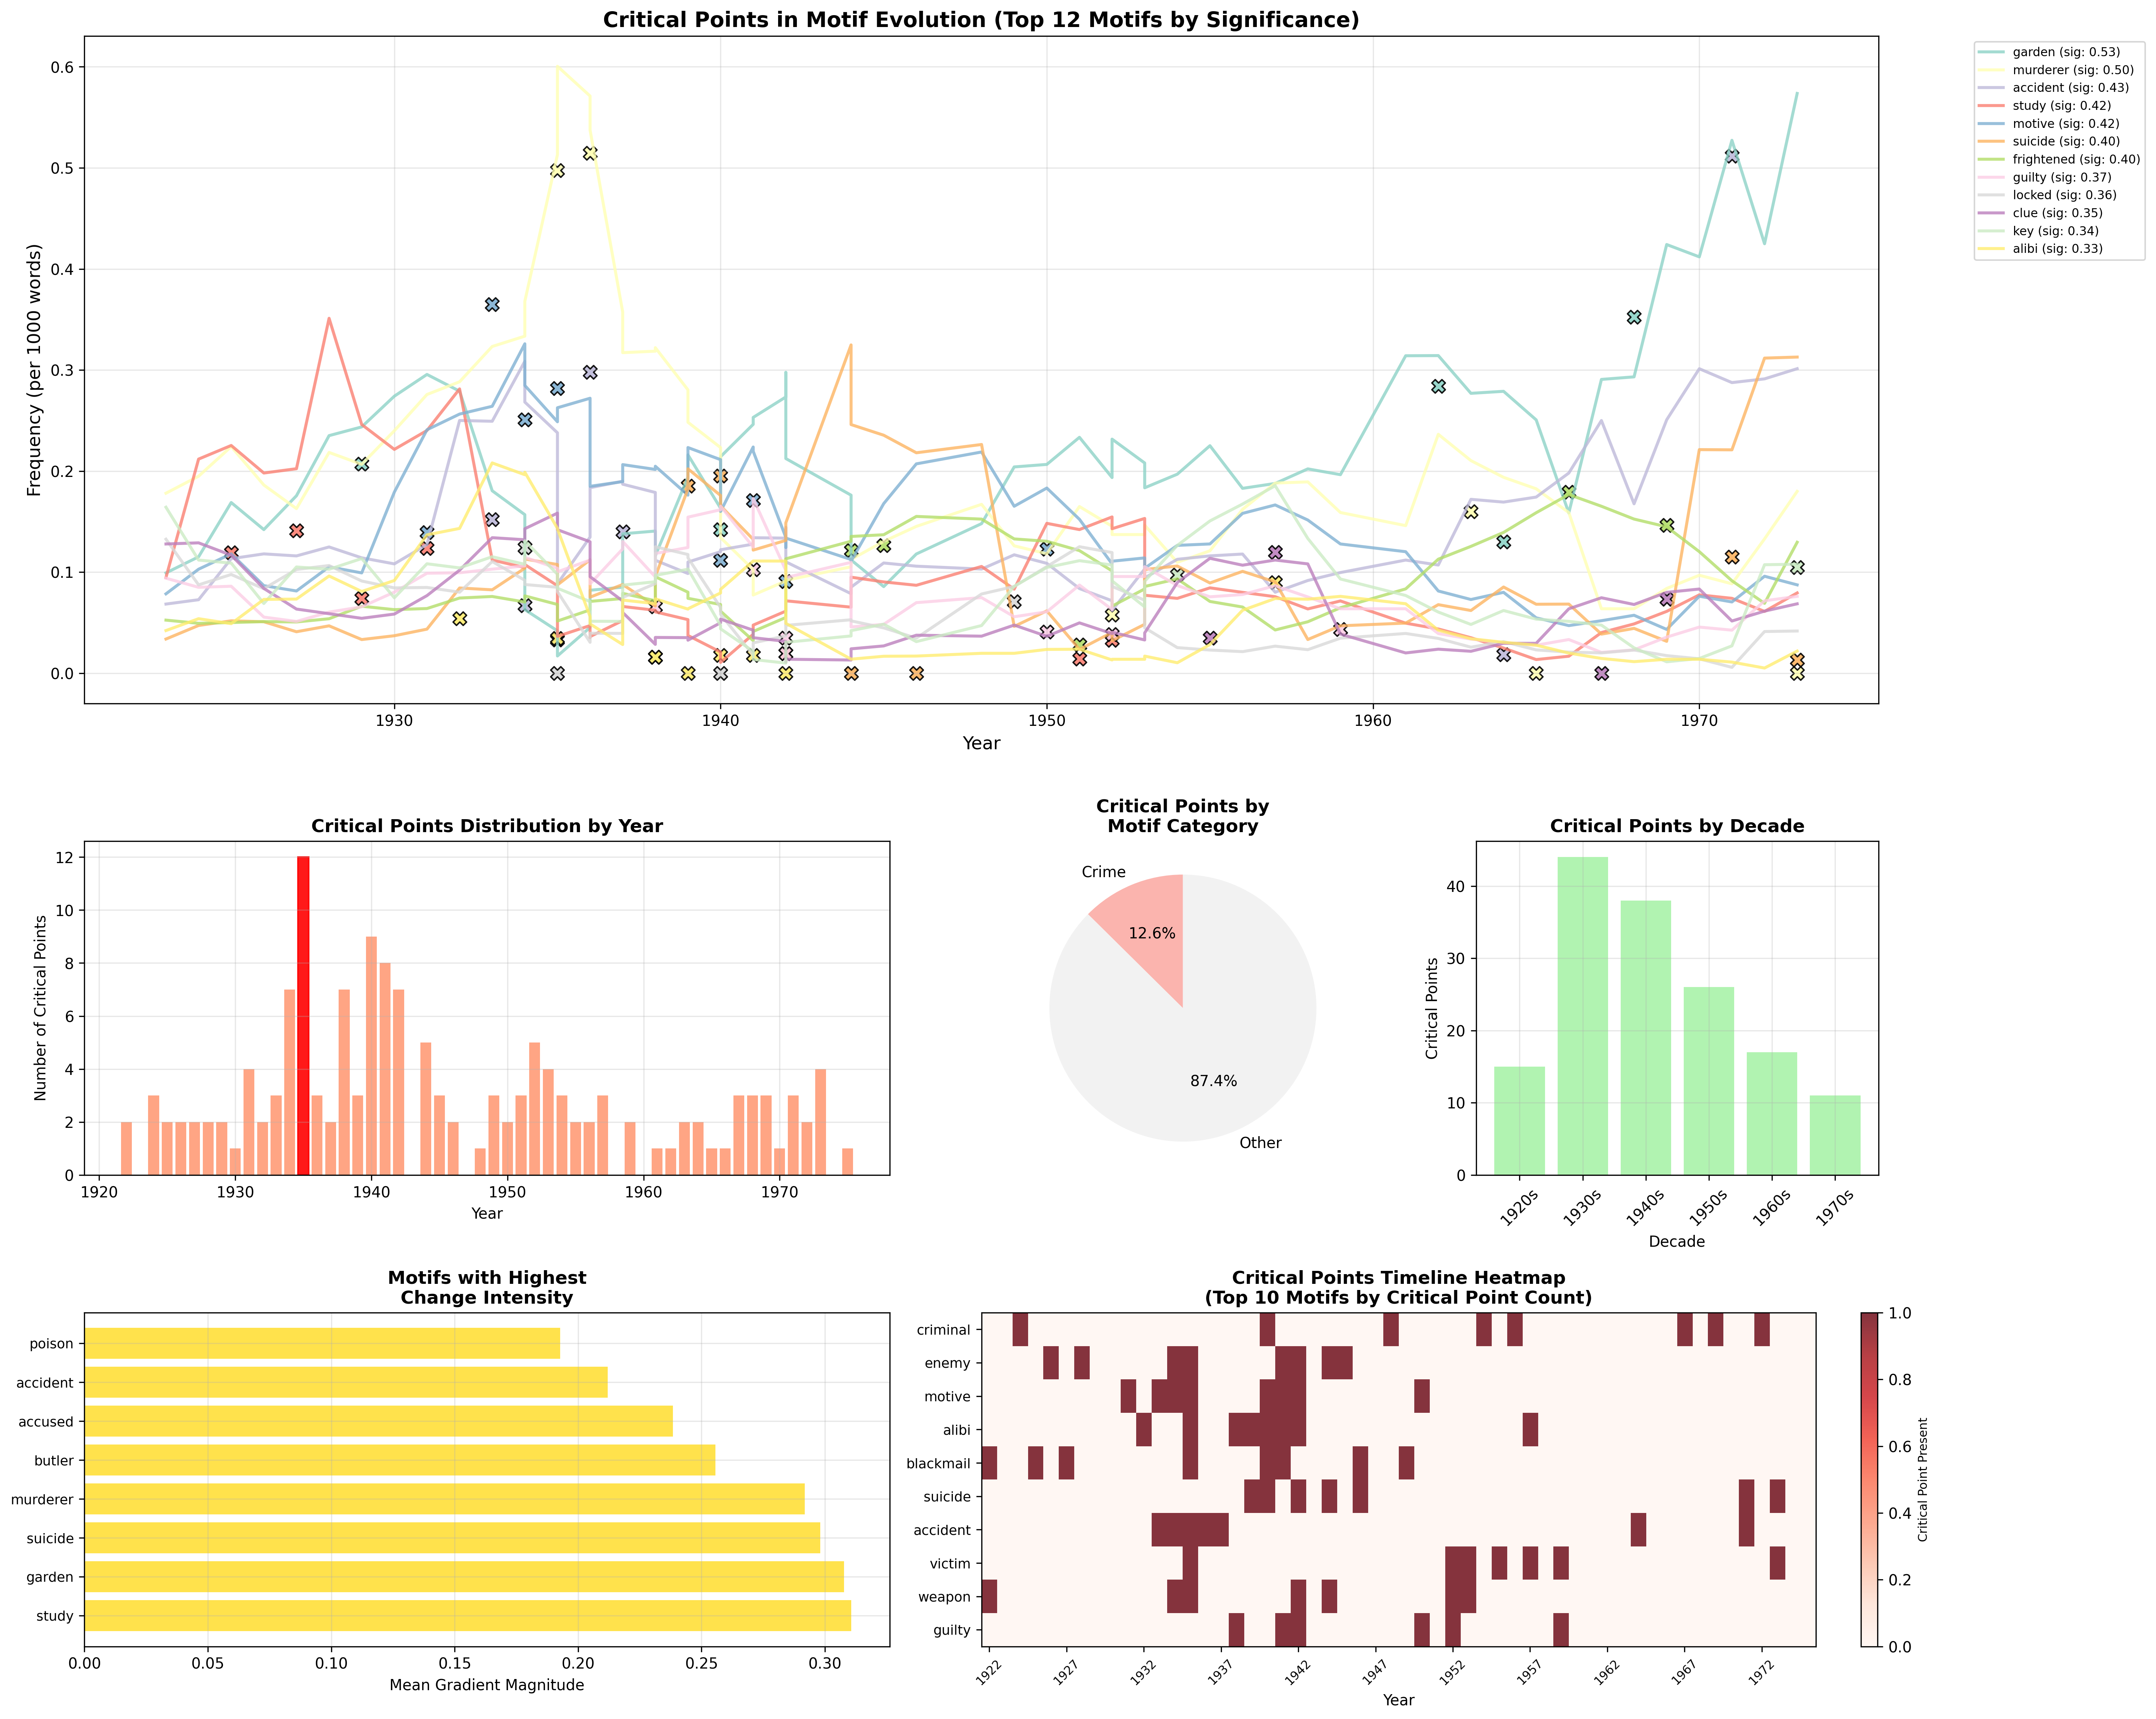 Critical Points in Motif Evolution (Top 12 Motifs by Significance)
Frequency (per 1000 words)
0.6
0.5
0.4
0.3
0.2
0.1
0.0
1930
1940
1950
1960
1970
Year
garden (sig: 0.53)
murderer (sig: 0.50)
accident (sig: 0.43)
study (sig: 0.42)
motive (sig: 0.42)
suicide (sig: 0.40)
frightened (sig: 0.40)
guilty (sig: 0.37)
locked (sig: 0.36)
clue (sig: 0.35)
key (sig: 0.34)
alibi (sig: 0.33)
Critical Points Distribution by Year
Number of Critical Points
12
10
8
6
4
2
0
1920
1930
1940
1950
1960
1970
Year
Critical Points by
Motif Category
Crime
12.6%
87.4%
Other
Critical Points by Decade
Critical Points
40
30
20
10
0
1920s
1930s
1940s
1950s
1960s
1970s
Decade
Motifs with Highest
Change Intensity
poison
accident
accused
butler
murderer
suicide
garden
study
0.00
0.05
0.10
0.15
0.20
0.25
0.30
Mean Gradient Magnitude
Critical Points Timeline Heatmap
(Top 10 Motifs by Critical Point Count)
criminal
enemy
motive
alibi
blackmail
suicide
accident
victim
weapon
guilty
1922
1927
1932
1937
1942
1947
1952
1957
1962
1967
1972
Year
1.0
0.8
0.6
0.4
0.2
0.0
Critical Point Present